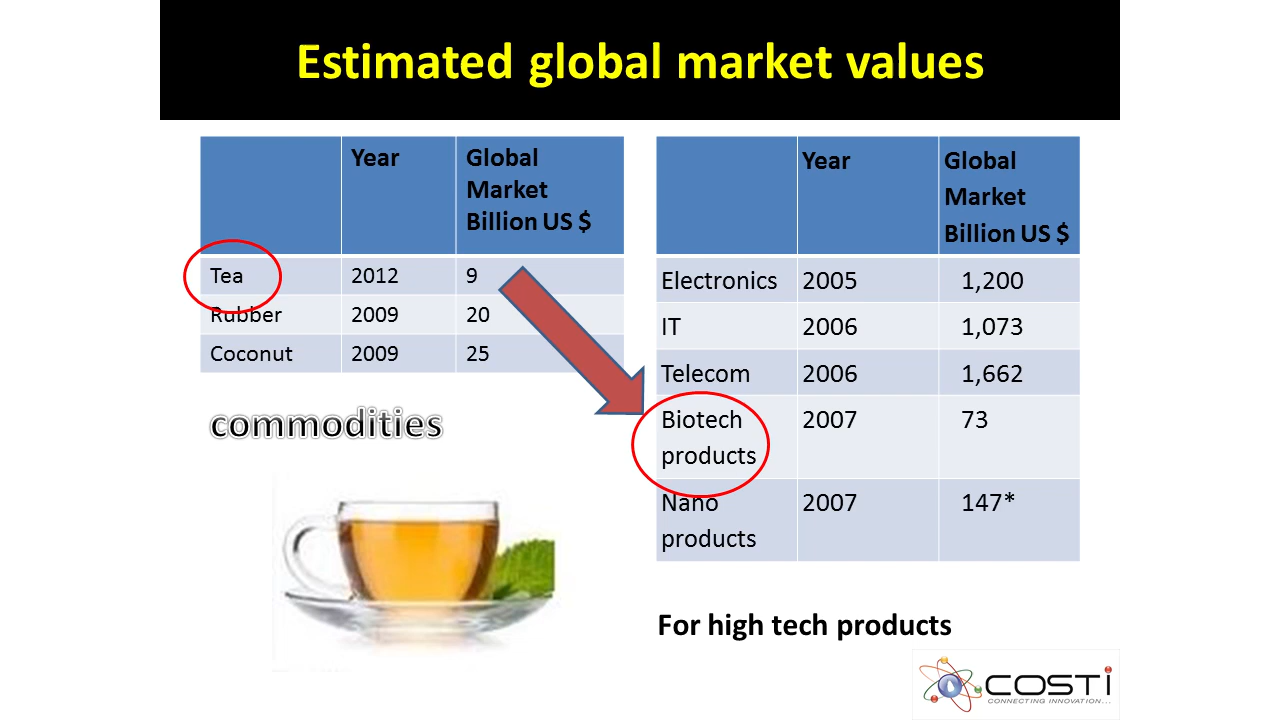 Estimated global market values
Year
Global
Market
Billion US $
Tea 2012 9
Rubber 2009 20
Coconut 2009 25
commodities
Year
Global
Market
Billion US $
Electronics 2005 1,200
IT 2006 1,073
Telecom 2006 1,662
Biotech 2007 73
products
Nano 2007 147*
products
For high tech products
COSTi
CONNECTING INNOVATION...